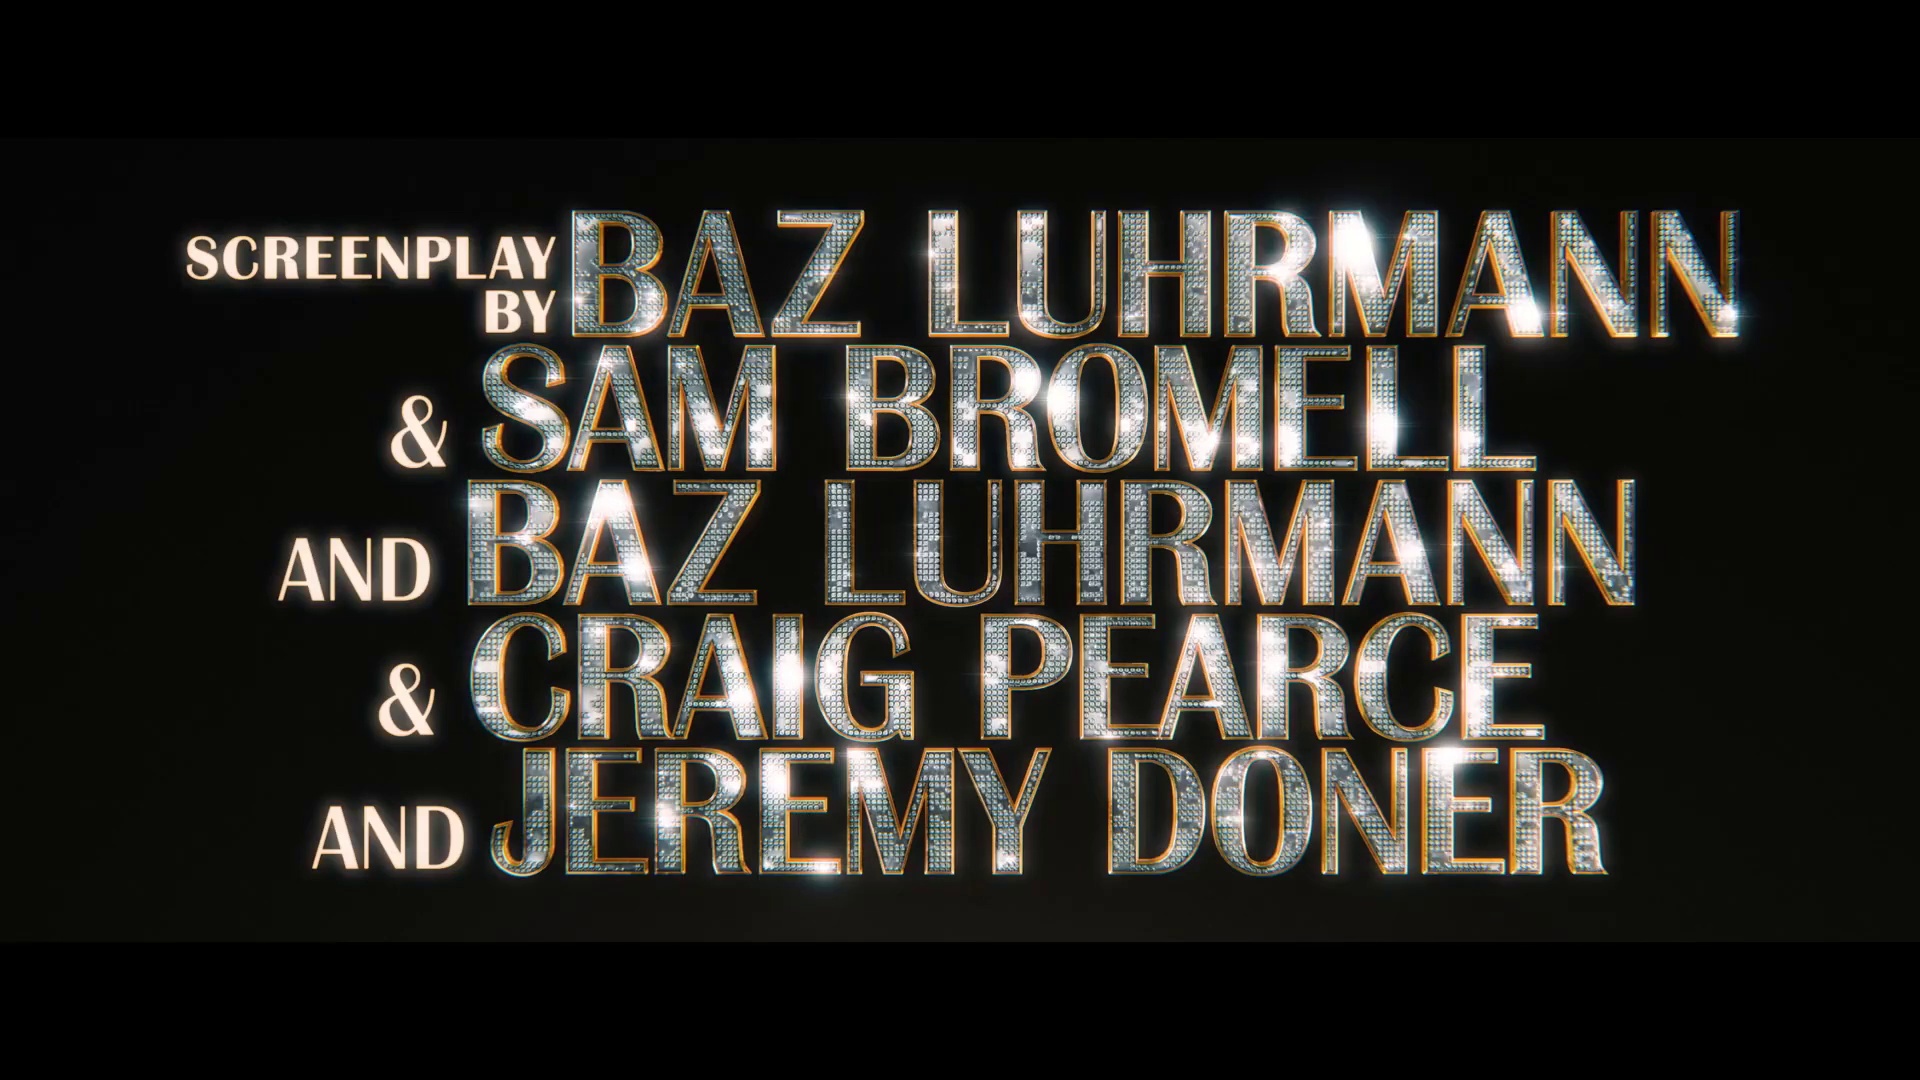 SCREENPLAY BY BAZ LUHRMANN
& SAM BROMELL
AND BAZ LUHRMANN
& CRAIG PEARCE
AND JEREMY DONER